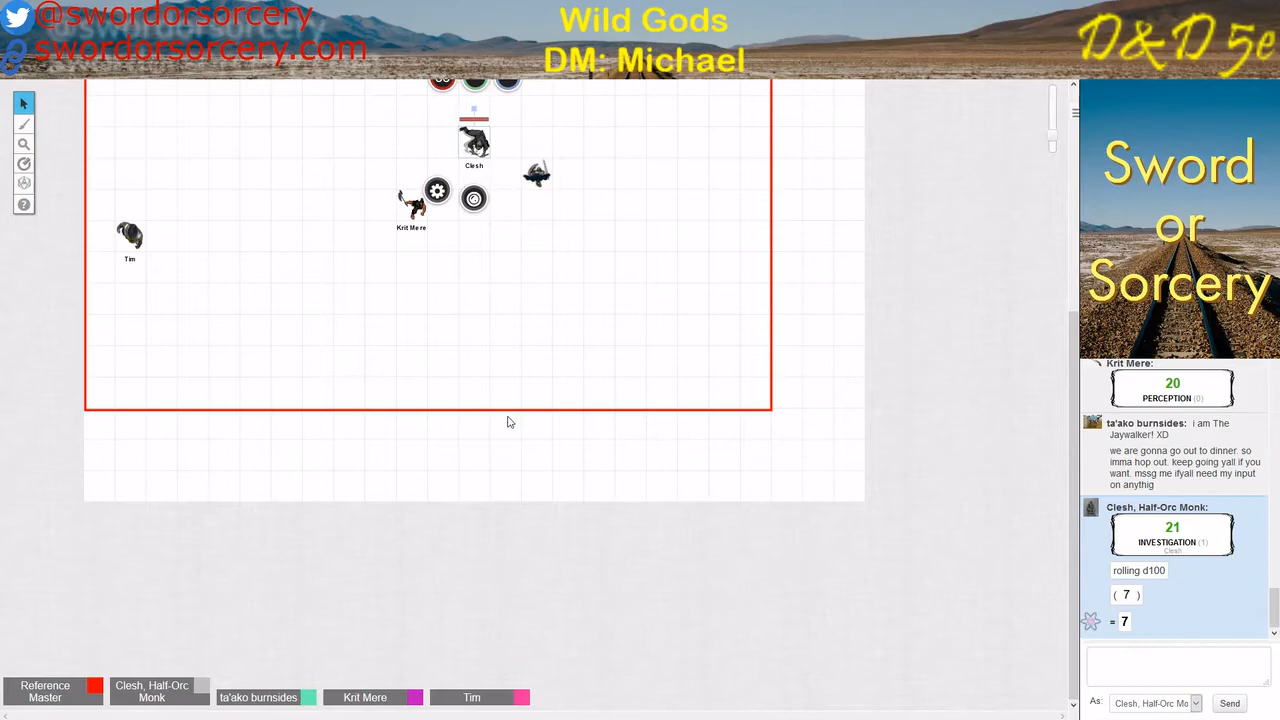 @swordorsorcery
swordorsorcery.com
Wild Gods
DM: Michael
D&D 5e
Clesh
Krit Mere
Tim
Sword
or
Sorcery
Krit Mere:
20
PERCEPTION (0)
ta'ako burnsides: i am The
Jaywalker! XD
we are gonna go out to dinner. so
imma hop out. keep going yall if you
want. mssg me ifyall need my input
on anythig
Clesh, Half-Orc Monk:
21
INVESTIGATION (1)
Clesh
rolling d100
( 7 )
= 7
As: Clesh, Half-Orc Mo
Send
Reference
Master
Clesh, Half-Orc
Monk
ta'ako burnsides
Krit Mere
Tim